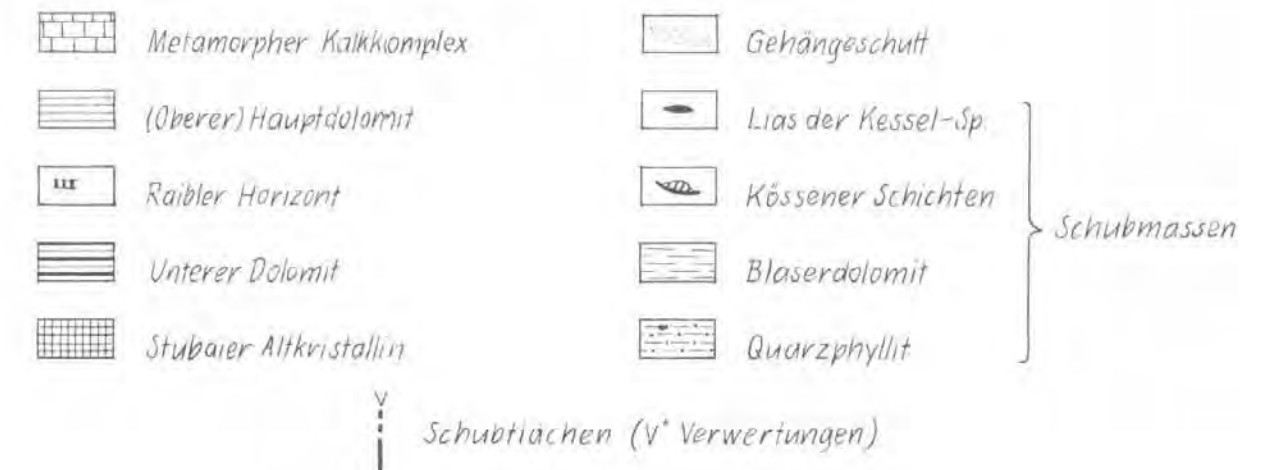 Metamorpher Kalkkomplex
(Oberer) Hauptdolomit
Raibler Horizont
Unterer Dolomit
Stubaier Altkristallin
Gehängeschutt
Lias der Kessel-Sp.
Kössener Schichten
Blaserdolomit
Quarzphyllit
Schubmassen
Schubflächen (V* Verwerfungen)